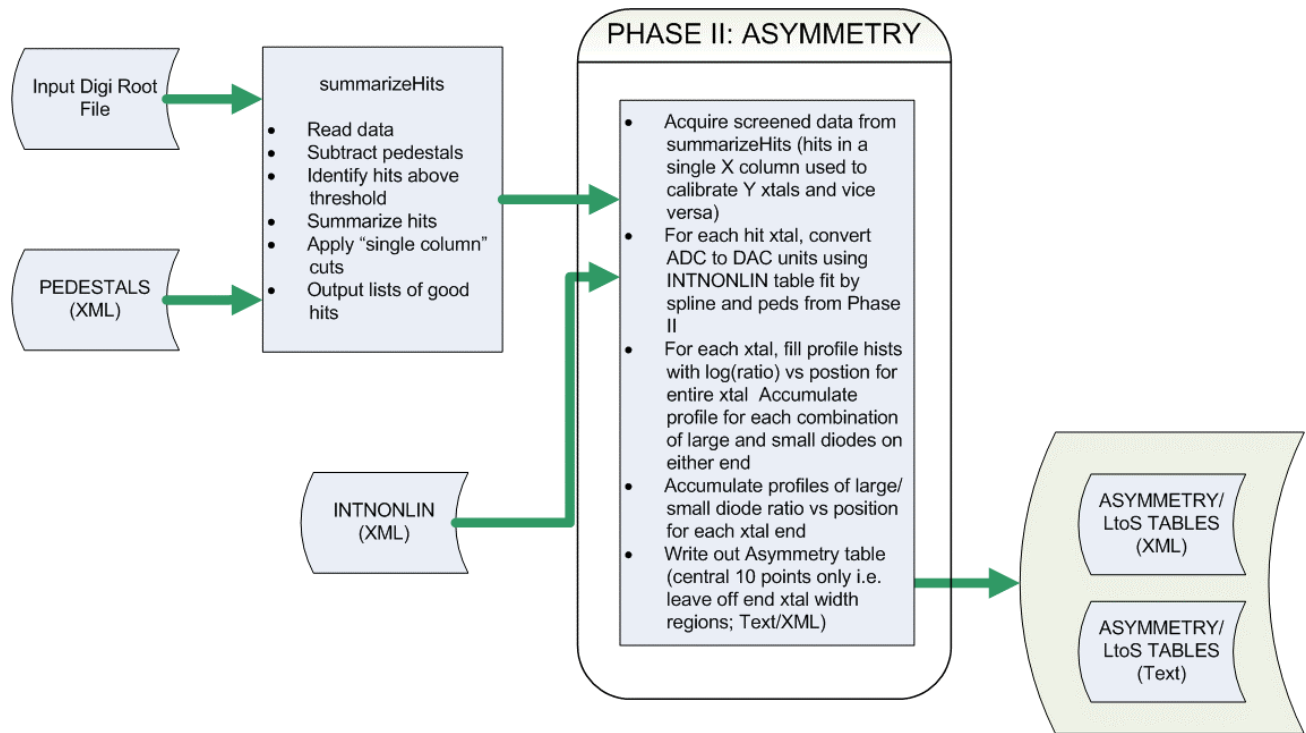 Input Digi Root
File
PEDESTALS
(XML)
summarizeHits
• Read data
• Subtract pedestals
• Identify hits above
threshold
• Summarize hits
• Apply “single column”
cuts
• Output lists of good
hits
INTNONLIN
(XML)
PHASE II: ASYMMETRY
• Acquire screened data from
summarizeHits (hits in a
single X column used to
calibrate Y xtals and vice
versa)
• For each hit xtal, convert
ADC to DAC units using
INTNONLIN table fit by
spline and peds from Phase
II
• For each xtal, fill profile hists
with log(ratio) vs postion for
entire xtal  Accumulate
profile for each combination
of large and small diodes on
either end
• Accumulate profiles of large/
small diode ratio vs position
for each xtal end
• Write out Asymmetry table
(central 10 points only i.e.
leave off end xtal width
regions; Text/XML)
ASYMMETRY/
LtoS TABLES
(XML)
ASYMMETRY/
LtoS TABLES
(Text)